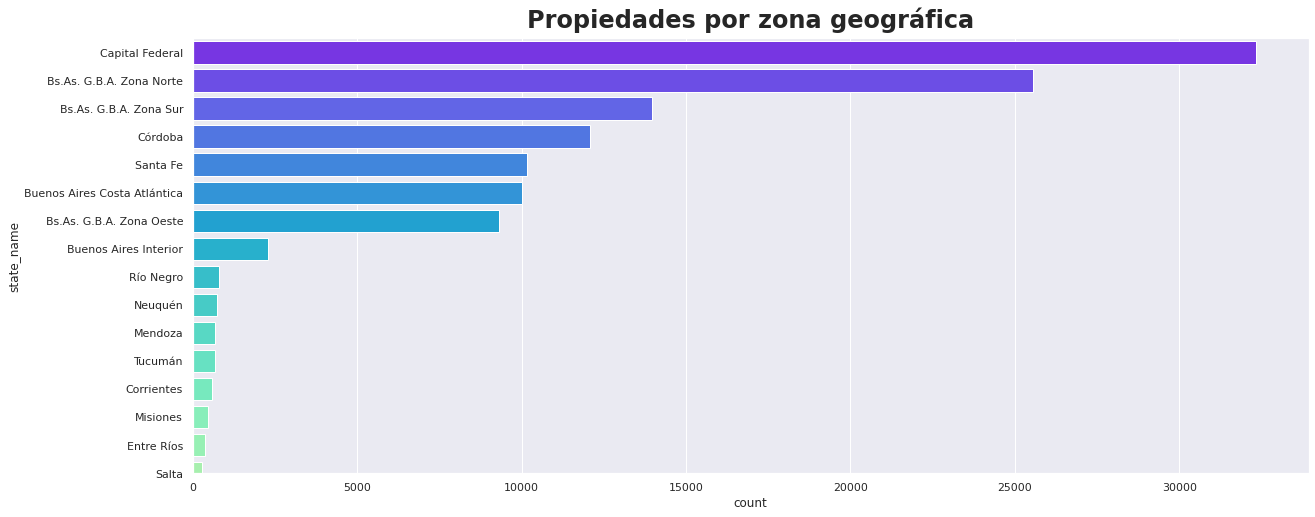 Propiedades por zona geográfica
state_name
Capital Federal
Bs.As. G.B.A. Zona Norte
Bs.As. G.B.A. Zona Sur
Córdoba
Santa Fe
Buenos Aires Costa Atlántica
Bs.As. G.B.A. Zona Oeste
Buenos Aires Interior
Río Negro
Neuquén
Mendoza
Tucumán
Corrientes
Misiones
Entre Ríos
Salta
0 5000 10000 15000 20000 25000 30000
count